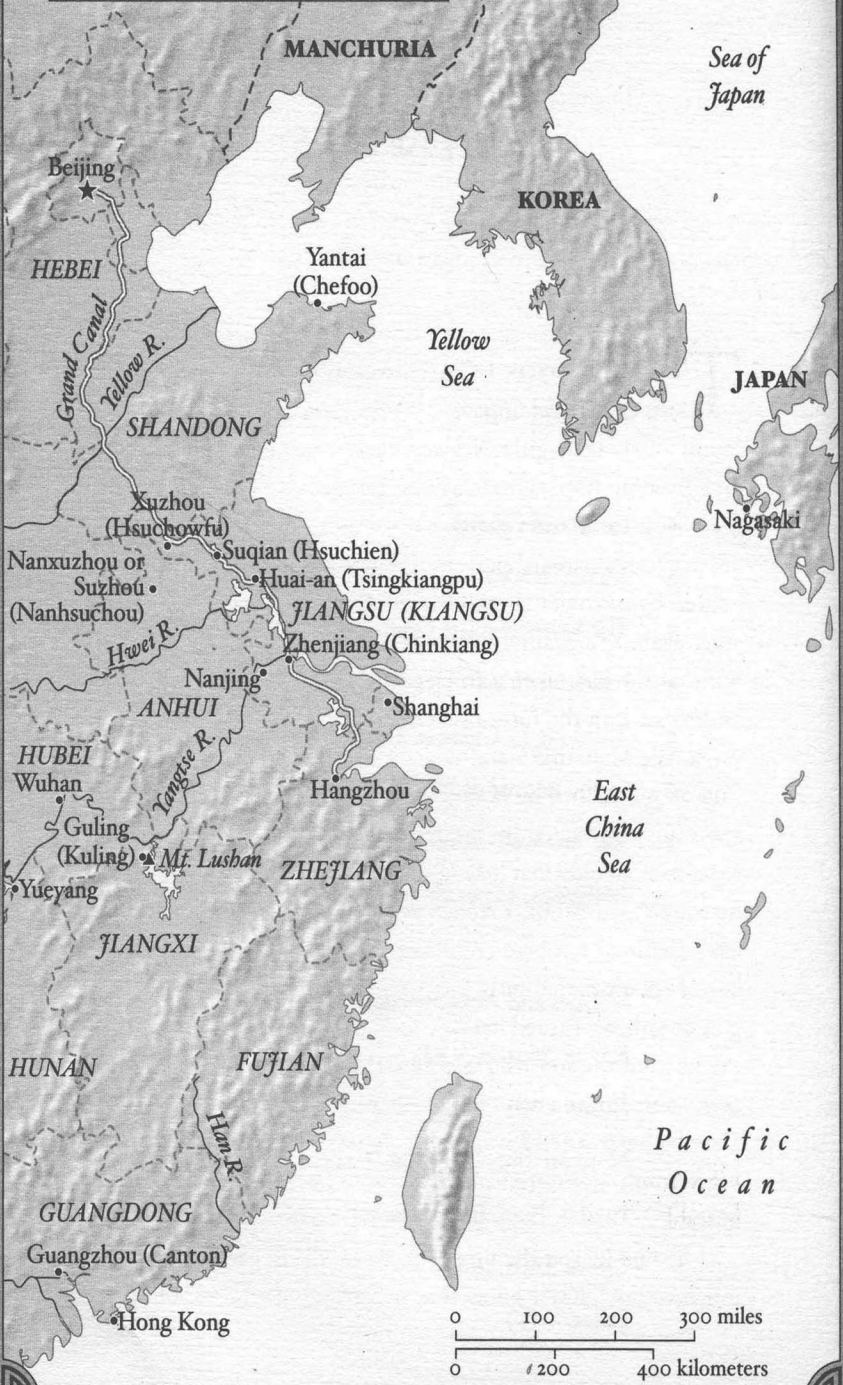 MANCHURIA
Sea of
Japan
Beijing
KOREA
HEBEI
Yantai
(Chefoo)
Grand Canal
Yellow R.
Yellow
Sea
JAPAN
SHANDONG
Xuzhou
(Hsuchowfu)
Nagasaki
Suqian (Hsuchien)
Nanxuzhou or
Suzhou
(Nanhsuchou)
Huai-an (Tsingkiangpu)
JIANGSU (KIANGSU)
Hwei R.
Zhenjiang (Chinkiang)
Nanjing
ANHUI
Shanghai
HUBEI
Wuhan
Yangtse R.
Hangzhou
East
China
Sea
Guling
(Kuling)
Mt. Lushan
ZHEJIANG
Yueyang
JIANGXI
HUNAN
FUJIAN
Han R.
Pacific
Ocean
GUANGDONG
Guangzhou (Canton)
Hong Kong
0 100 200 300 miles
0 200 400 kilometers